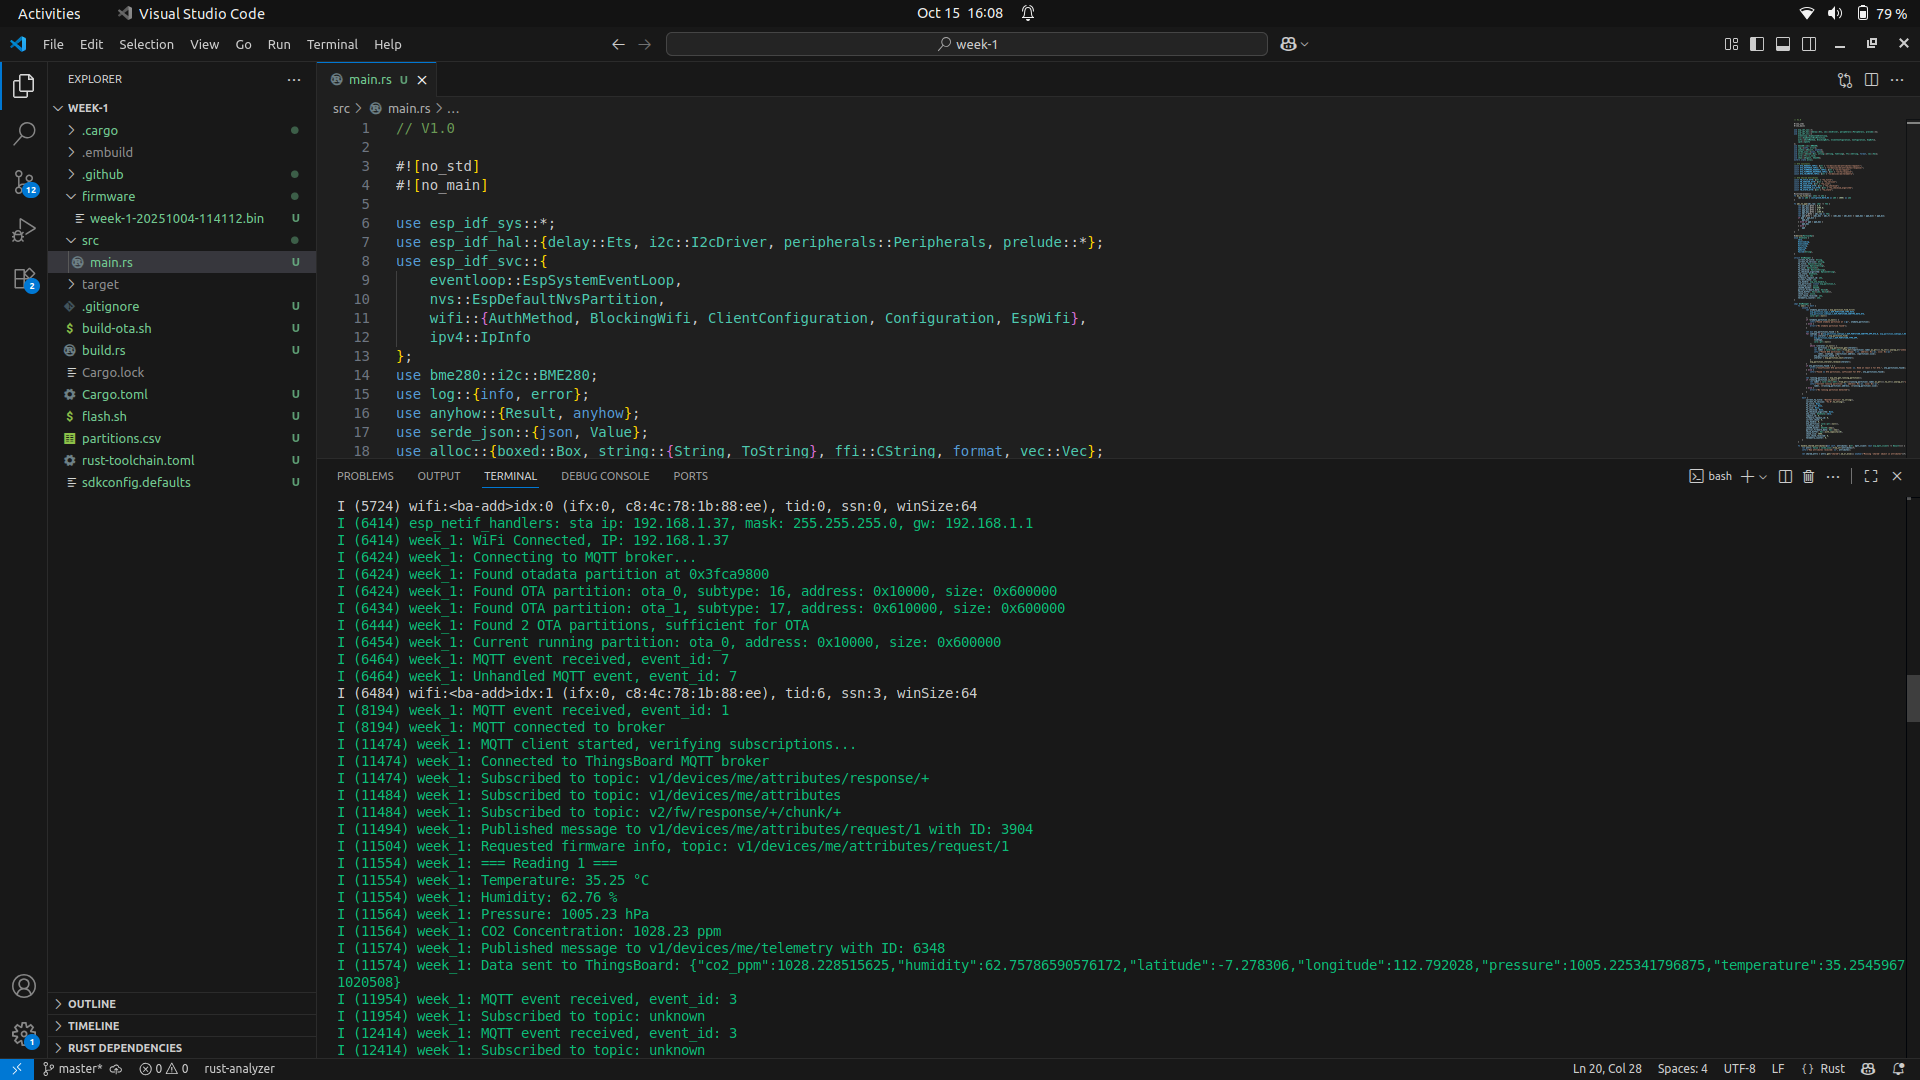 Activities
Visual Studio Code
Oct 15 16:08
79 %
File Edit Selection View Go Run Terminal Help
week-1
EXPLORER
WEEK-1
.cargo
.embuild
.github
firmware
week-1-20251004-114112.bin U
src
main.rs U
target
.gitignore U
build-ota.sh U
build.rs U
Cargo.lock
Cargo.toml U
flash.sh U
partitions.csv U
rust-toolchain.toml U
sdkconfig.defaults U
OUTLINE
TIMELINE
RUST DEPENDENCIES
12
2
1
main.rs U
src > main.rs > ...
1 // V1.0
2
3 #![no_std]
4 #![no_main]
5
6 use esp_idf_sys::*;
7 use esp_idf_hal::{delay::Ets, i2c::I2cDriver, peripherals::Peripherals, prelude::*};
8 use esp_idf_svc::{
9 eventloop::EspSystemEventLoop,
10 nvs::EspDefaultNvsPartition,
11 wifi::{AuthMethod, BlockingWifi, ClientConfiguration, Configuration, EspWifi},
12 ipv4::IpInfo
13 };
14 use bme280::i2c::BME280;
15 use log::{info, error};
16 use anyhow::{Result, anyhow};
17 use serde_json::{json, Value};
18 use alloc::{boxed::Box, string::{String, ToString}, ffi::CString, format, vec::Vec};
PROBLEMS OUTPUT TERMINAL DEBUG CONSOLE PORTS
bash
I (5724) wifi:<ba-add>idx:0 (ifx:0, c8:4c:78:1b:88:ee), tid:0, ssn:0, winSize:64
I (6414) esp_netif_handlers: sta ip: 192.168.1.37, mask: 255.255.255.0, gw: 192.168.1.1
I (6414) week_1: WiFi Connected, IP: 192.168.1.37
I (6424) week_1: Connecting to MQTT broker...
I (6424) week_1: Found otadata partition at 0x3fca9800
I (6424) week_1: Found OTA partition: ota_0, subtype: 16, address: 0x10000, size: 0x600000
I (6434) week_1: Found OTA partition: ota_1, subtype: 17, address: 0x610000, size: 0x600000
I (6444) week_1: Found 2 OTA partitions, sufficient for OTA
I (6454) week_1: Current running partition: ota_0, address: 0x10000, size: 0x600000
I (6464) week_1: MQTT event received, event_id: 7
I (6464) week_1: Unhandled MQTT event, event_id: 7
I (6484) wifi:<ba-add>idx:1 (ifx:0, c8:4c:78:1b:88:ee), tid:6, ssn:3, winSize:64
I (8194) week_1: MQTT event received, event_id: 1
I (8194) week_1: MQTT connected to broker
I (11474) week_1: MQTT client started, verifying subscriptions...
I (11474) week_1: Connected to ThingsBoard MQTT broker
I (11474) week_1: Subscribed to topic: v1/devices/me/attributes/response/+
I (11484) week_1: Subscribed to topic: v1/devices/me/attributes
I (11484) week_1: Subscribed to topic: v2/fw/response/+/chunk/+
I (11494) week_1: Published message to v1/devices/me/attributes/request/1 with ID: 3904
I (11504) week_1: Requested firmware info, topic: v1/devices/me/attributes/request/1
I (11554) week_1: === Reading 1 ===
I (11554) week_1: Temperature: 35.25 °C
I (11554) week_1: Humidity: 62.76 %
I (11564) week_1: Pressure: 1005.23 hPa
I (11564) week_1: CO2 Concentration: 1028.23 ppm
I (11574) week_1: Published message to v1/devices/me/telemetry with ID: 6348
I (11574) week_1: Data sent to ThingsBoard: {"co2_ppm":1028.228515625,"humidity":62.75786590576172,"latitude":-7.278306,"longitude":112.792028,"pressure":1005.225341796875,"temperature":35.2545967
1020508}
I (11954) week_1: MQTT event received, event_id: 3
I (11954) week_1: Subscribed to topic: unknown
I (12414) week_1: MQTT event received, event_id: 3
I (12414) week_1: Subscribed to topic: unknown
master* 0 0 rust-analyzer
Ln 20, Col 28 Spaces: 4 UTF-8 LF {} Rust